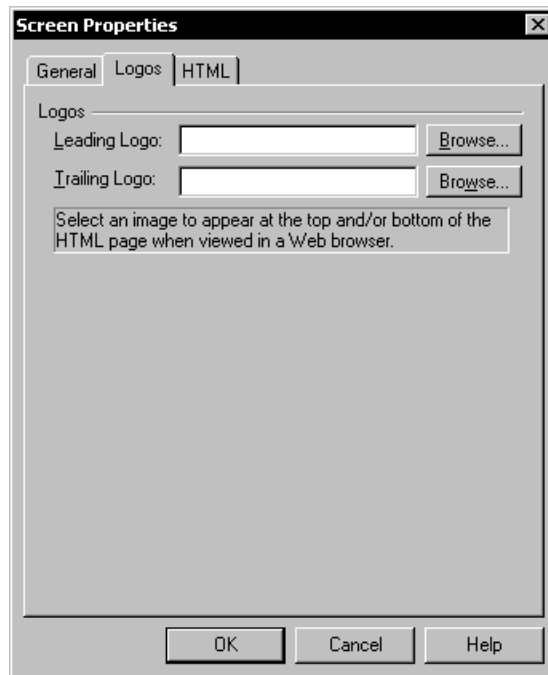 Screen Properties
General Logos HTML
Logos
Leading Logo: Browse...
Trailing Logo: Browse...
Select an image to appear at the top and/or bottom of the
HTML page when viewed in a Web browser.
OK Cancel Help